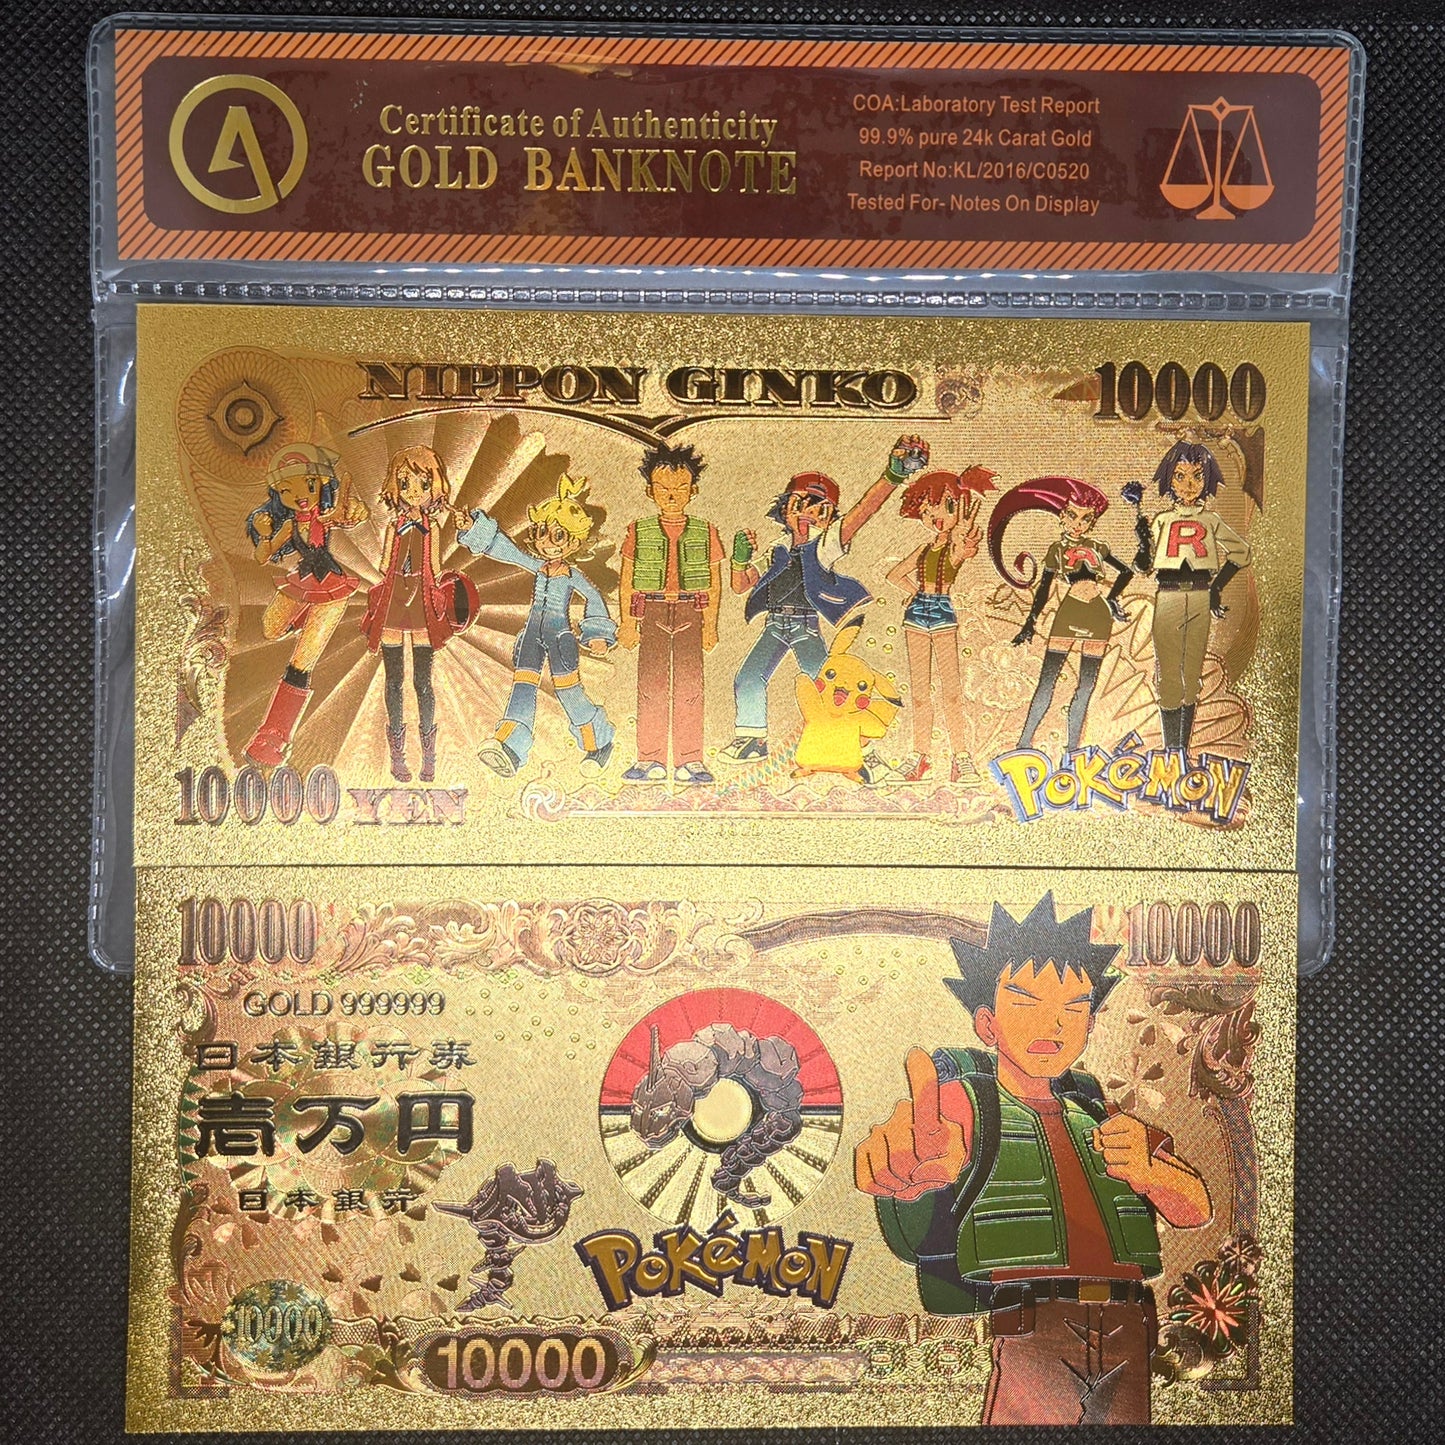 Certificate of Authenticity
GOLD BANKNOTE
COA:Laboratory Test Report
99.9% pure 24k Carat Gold
Report No:KL/2016/C0520
Tested For- Notes On Display
NIPPON GINKO
10000
R
R
10000 YEN
POKéMON
10000
10000
GOLD 999999
日本銀行券
壱万円
日本銀行
POKéMON
10000
10000